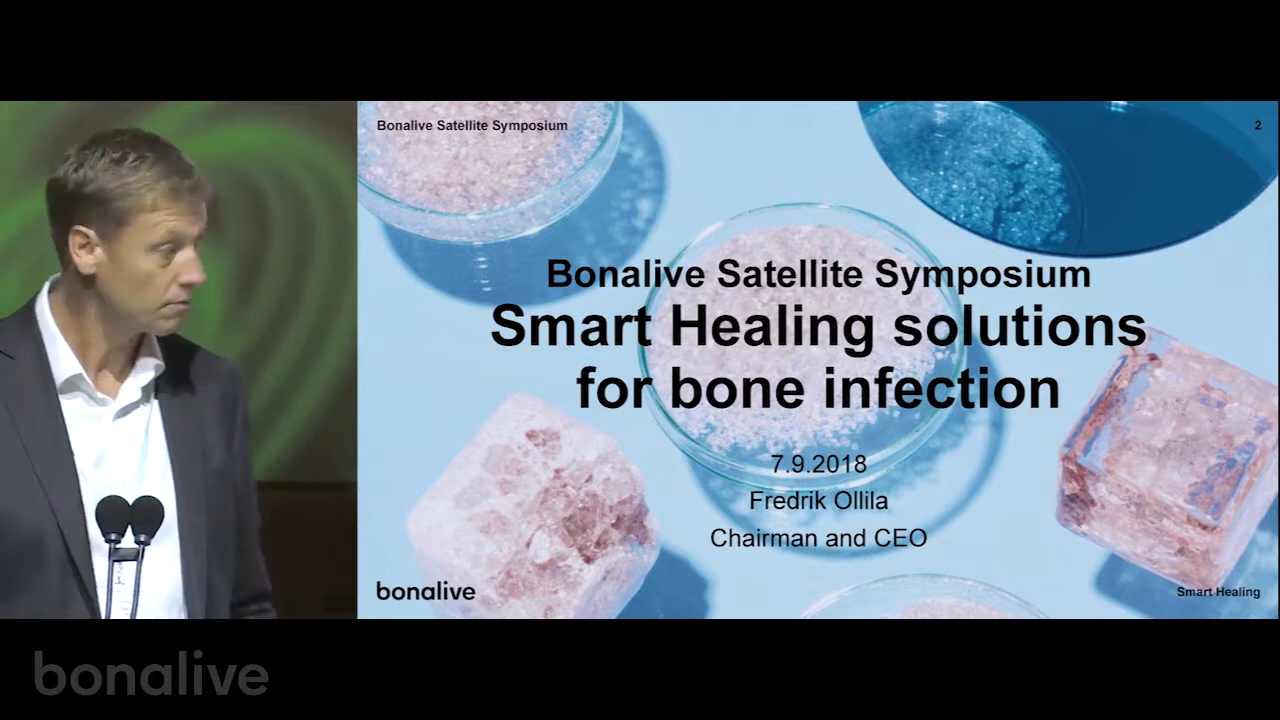 Bonalive Satellite Symposium
2
Bonalive Satellite Symposium
Smart Healing solutions
for bone infection
7.9.2018
Fredrik Ollila
Chairman and CEO
bonalive
Smart Healing
bonalive